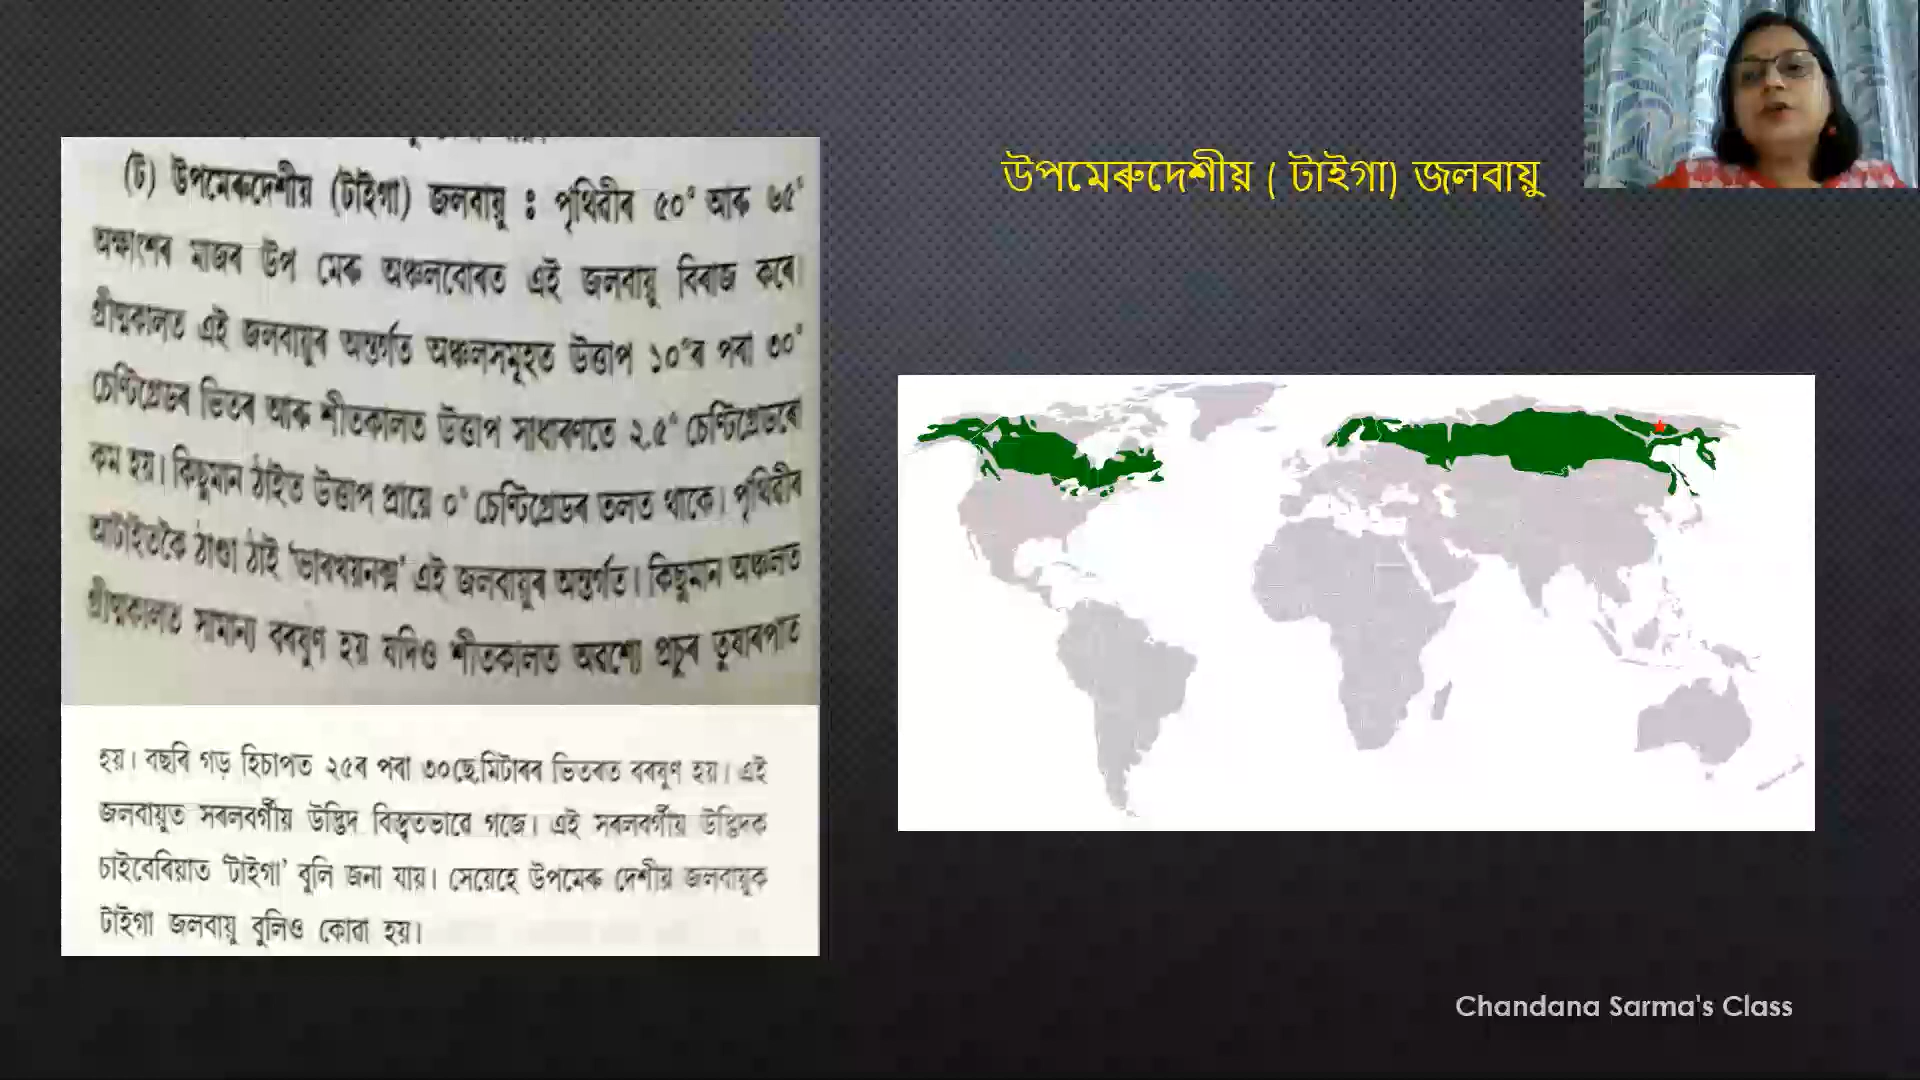 (ট) উপমেৰুদেশীয় (টাইগা) জলবায়ু : পৃথিৱীৰ ৫০° আৰু ৬৫°
অক্ষাংশৰ মাজৰ উপ মেৰু অঞ্চলবোৰত এই জলবায়ু বিৰাজ কৰে।
গ্ৰীষ্মকালত এই জলবায়ুৰ অন্তৰ্গত অঞ্চলসমূহত উত্তাপ ১০°ৰ পৰা ৩০°
চেণ্টিগ্ৰেডৰ ভিতৰ আৰু শীতকালত উত্তাপ সাধাৰণতে ২.৫° চেণ্টিগ্ৰেডৰে
কম হয়। কিছুমান ঠাইত উত্তাপ প্ৰায়ে ০° চেণ্টিগ্ৰেডৰ তলত থাকে। পৃথিৱীৰ
আটাইতকৈ ঠাণ্ডা ঠাই 'ভাৰখয়নস্ক' এই জলবায়ুৰ অন্তৰ্গত। কিছুমান অঞ্চলত
গ্ৰীষ্মকালত সামান্য বৰষুণ হয় যদিও শীতকালত অৱশ্যে প্ৰচুৰ তুষাৰপাত
হয়। বছৰি গড় হিচাপত ২৫ৰ পৰা ৩০ছে.মিটাৰৰ ভিতৰত বৰষুণ হয়। এই
জলবায়ুত সৰলবৰ্গীয় উদ্ভিদ বিস্তৃতভাৱে গজে। এই সৰলবৰ্গীয় উদ্ভিদক
চাইবেৰিয়াত 'টাইগা' বুলি জনা যায়। সেয়েহে উপমেৰু দেশীয় জলবায়ুক
টাইগা জলবায়ু বুলিও কোৱা হয়।
উপমেৰুদেশীয় ( টাইগা) জলবায়ু
Chandana Sarma's Class